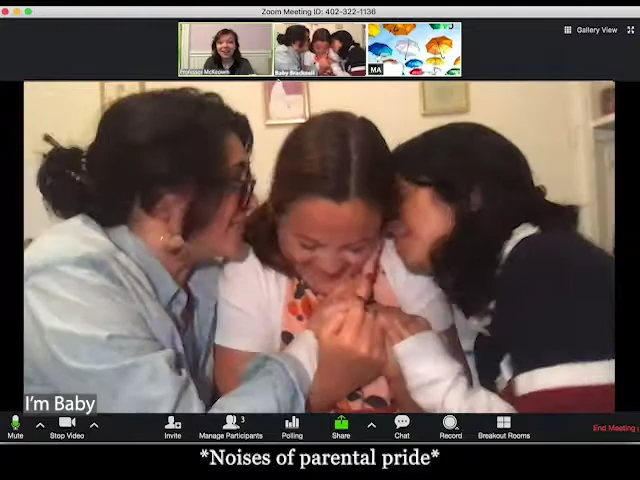 Zoom Meeting ID: 402-322-1136
Gallery View
Professor McKeown
Baby Bracknell
MA
I'm Baby
Mute
Stop Video
Invite
Manage Participants
3
Polling
Share
Chat
Record
Breakout Rooms
End Meeting
*Noises of parental pride*